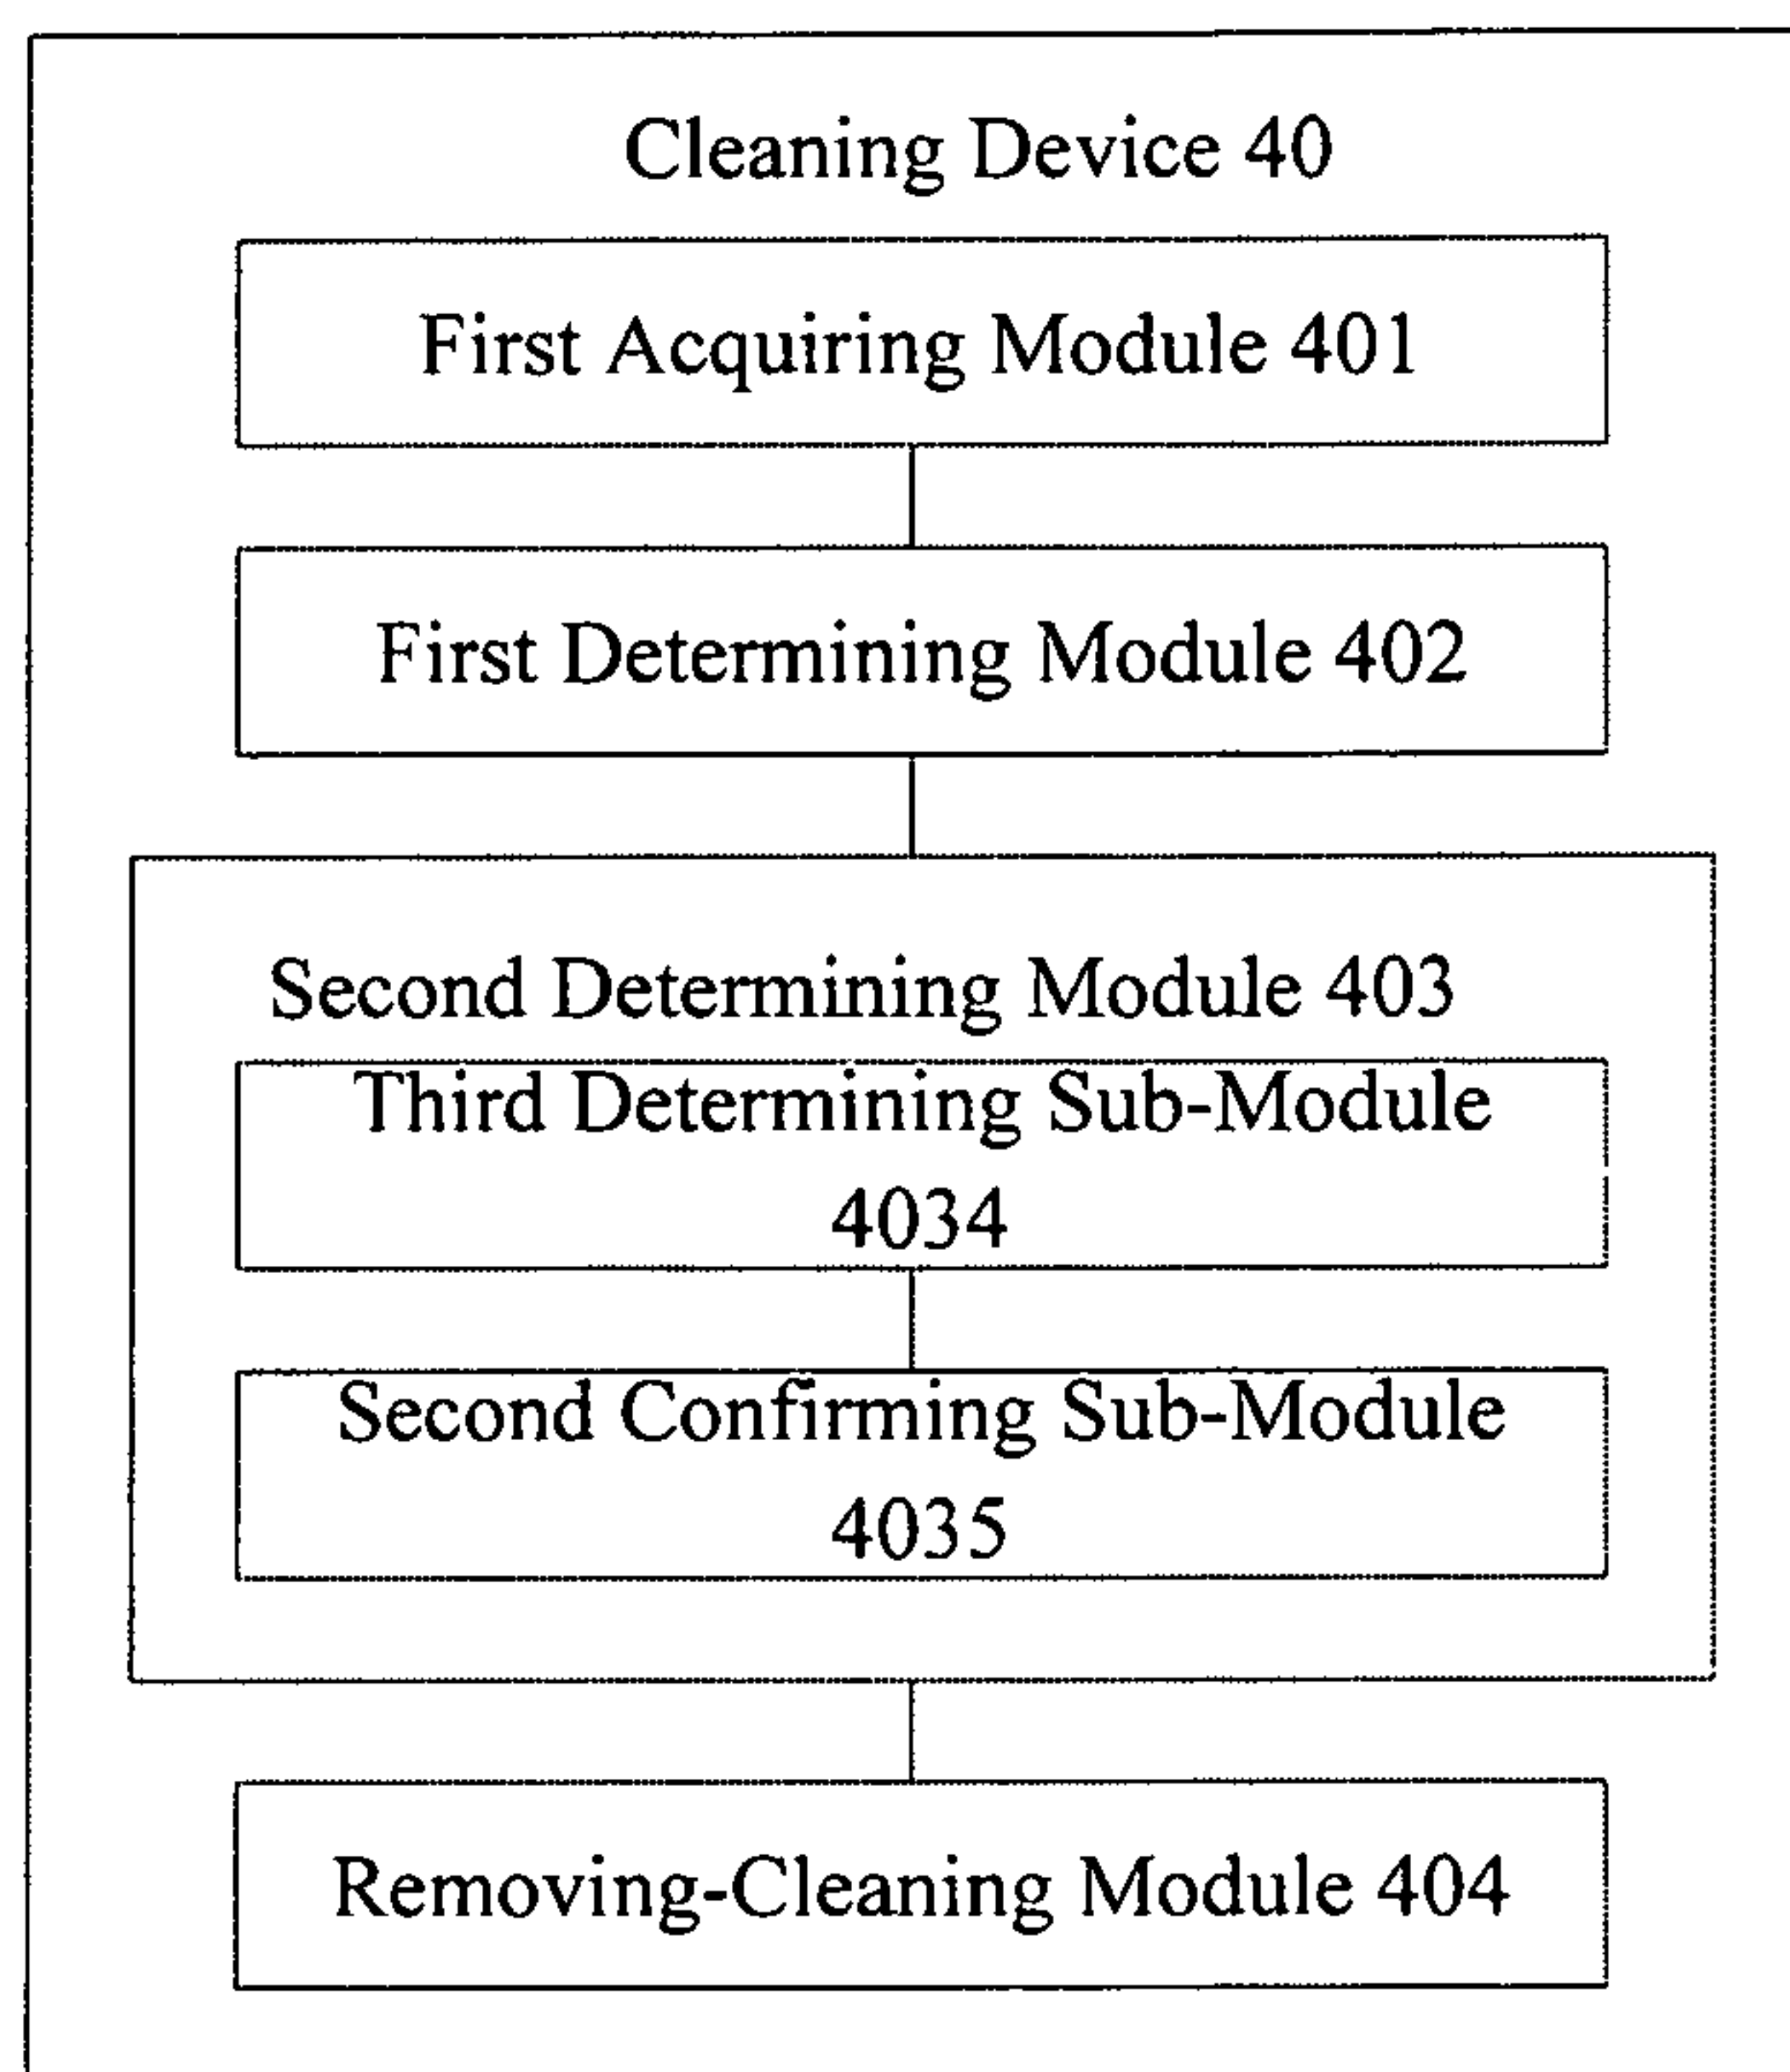 Cleaning Device 40
First Acquiring Module 401
First Determining Module 402
Second Determining Module 403
Third Determining Sub-Module
4034
Second Confirming Sub-Module
4035
Removing-Cleaning Module 404